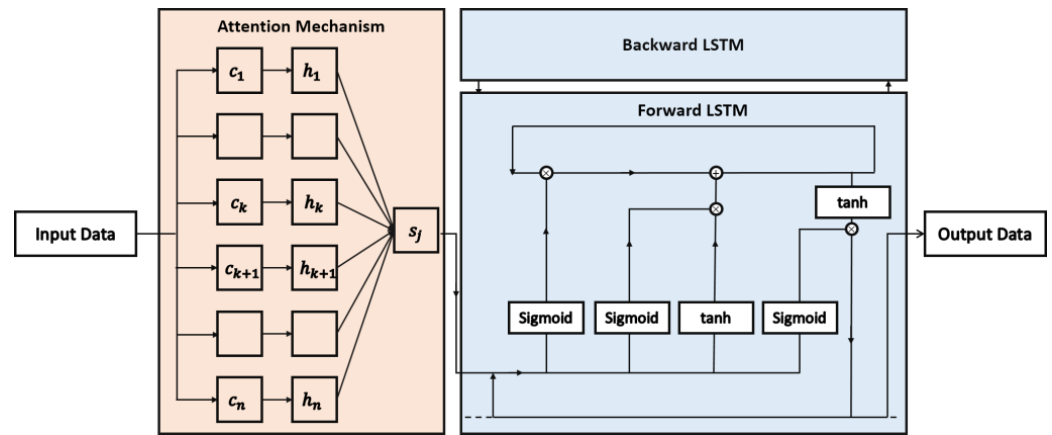 Attention Mechanism
Backward LSTM
Forward LSTM
c₁
h₁
cₖ
hₖ
cₖ₊₁
hₖ₊₁
cₙ
hₙ
sⱼ
Input Data
Output Data
tanh
Sigmoid
Sigmoid
tanh
Sigmoid